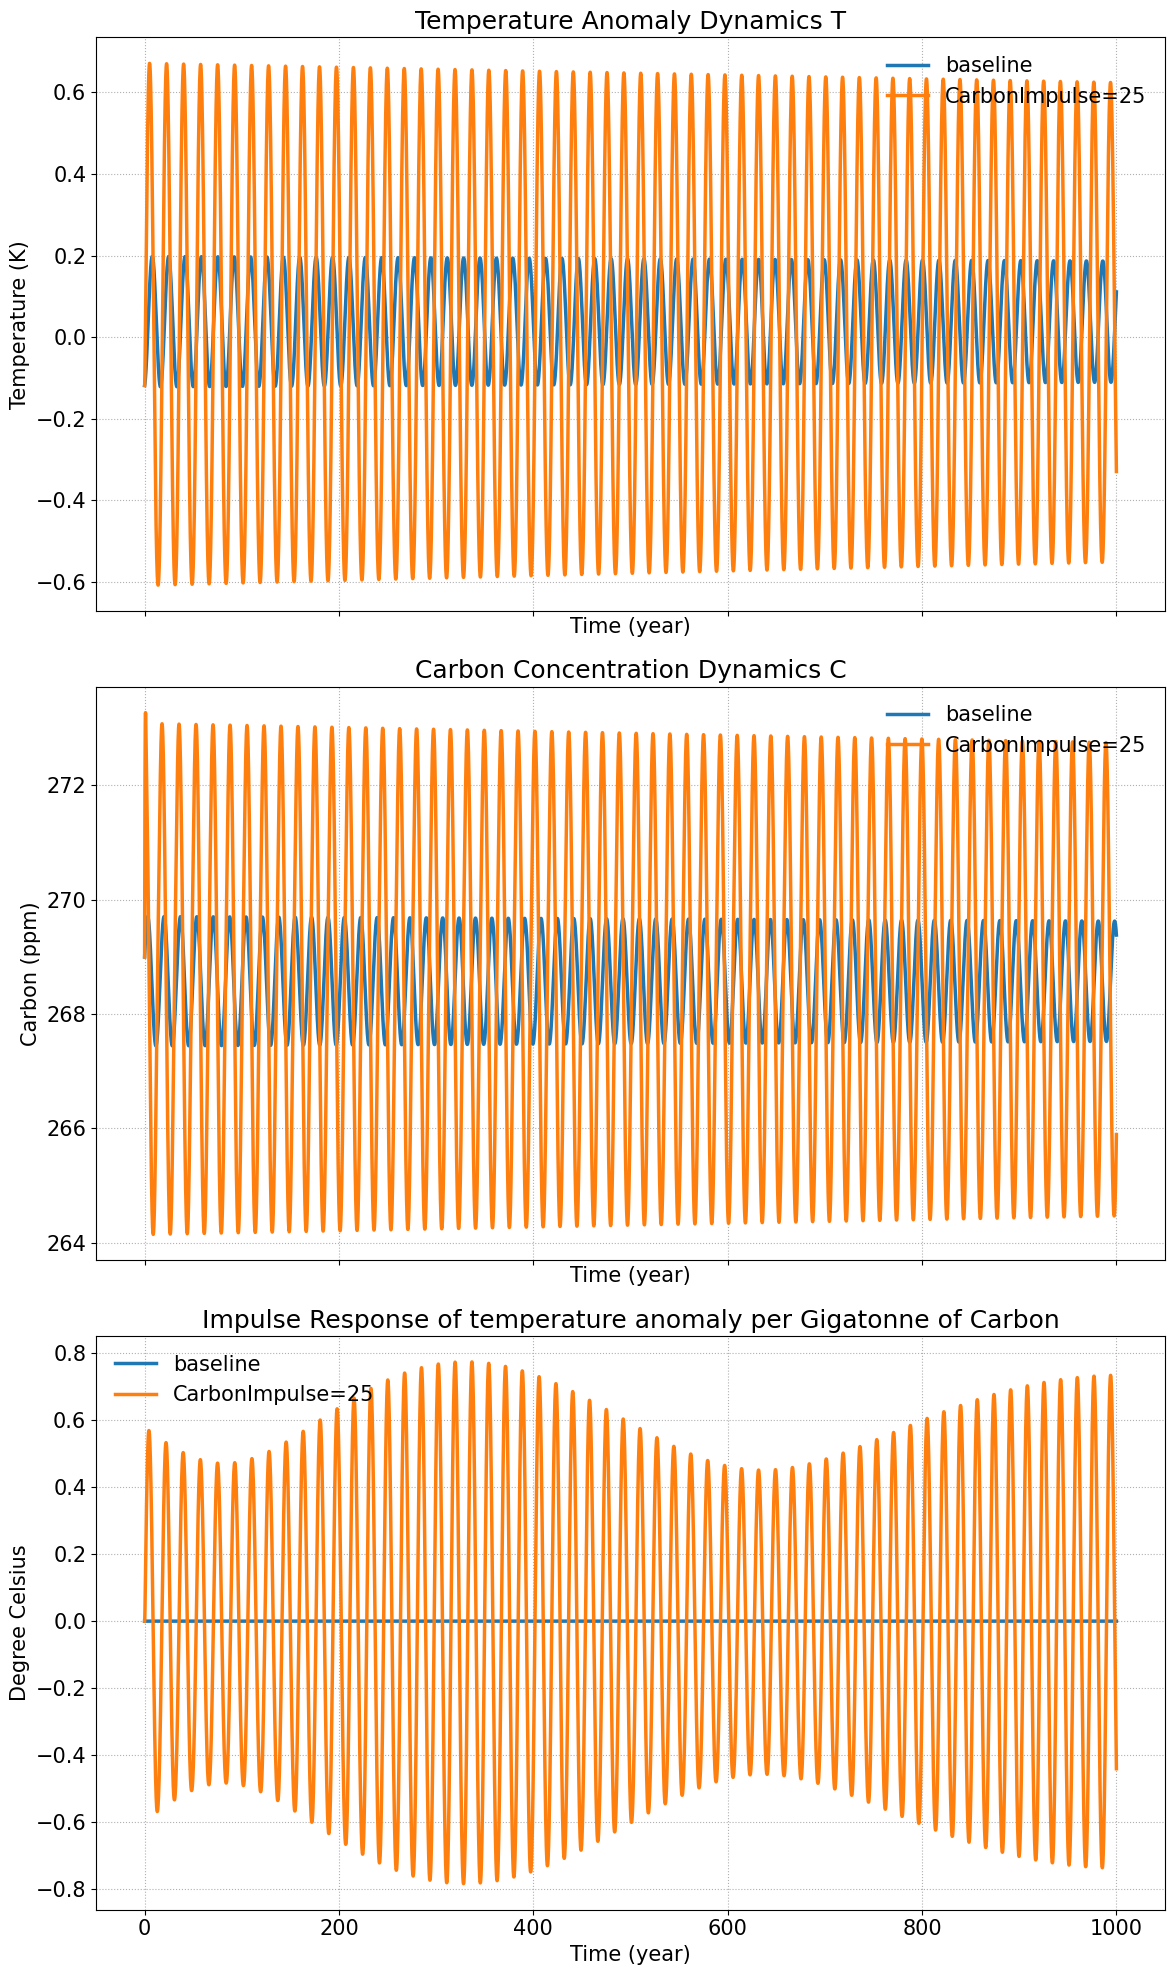 Temperature Anomaly Dynamics T
baseline
CarbonImpulse=25
0.6
0.4
0.2
0.0
−0.2
−0.4
−0.6
Temperature (K)
Time (year)
Carbon Concentration Dynamics C
baseline
CarbonImpulse=25
272
270
268
266
264
Carbon (ppm)
Time (year)
Impulse Response of temperature anomaly per Gigatonne of Carbon
baseline
CarbonImpulse=25
0.8
0.6
0.4
0.2
0.0
−0.2
−0.4
−0.6
−0.8
Degree Celsius
0 200 400 600 800 1000
Time (year)